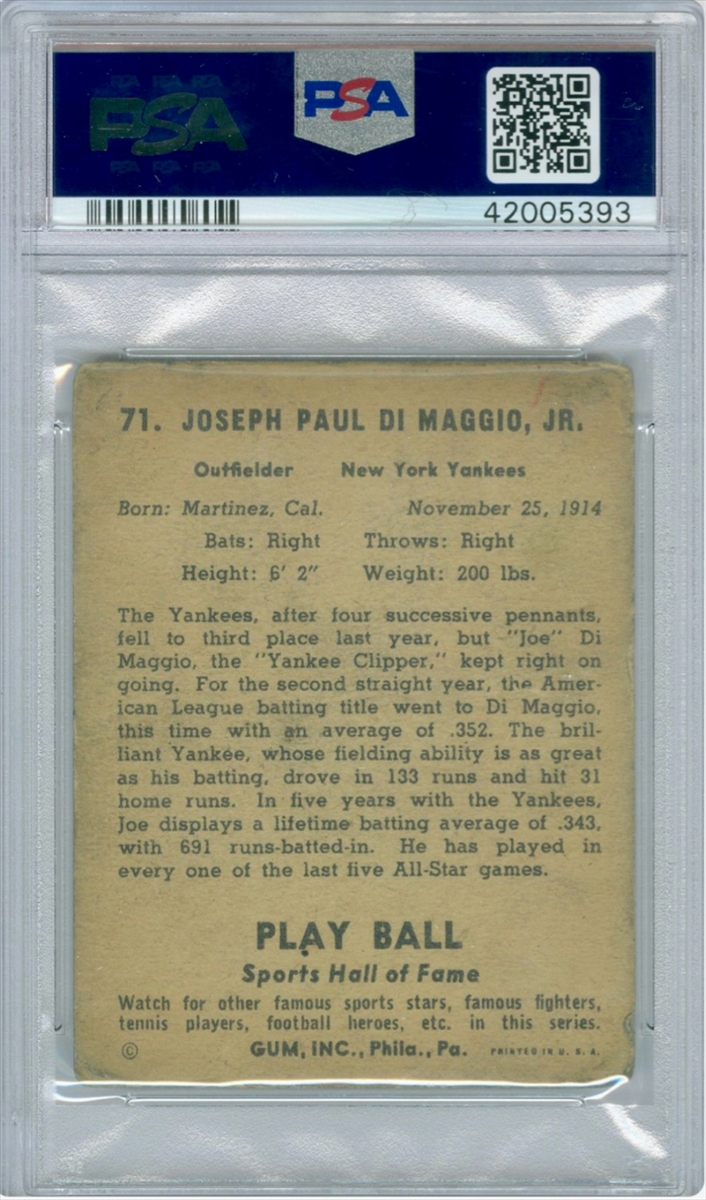 PSA PSA PSA
PSA
PSA PSA PSA
PSA
42005393
71. JOSEPH PAUL DI MAGGIO, JR.
Outfielder New York Yankees
Born: Martinez, Cal. November 25, 1914
Bats: Right Throws: Right
Height: 6' 2" Weight: 200 lbs.
The Yankees, after four successive pennants,
fell to third place last year, but "Joe" Di
Maggio, the "Yankee Clipper," kept right on
going. For the second straight year, the Amer-
ican League batting title went to Di Maggio,
this time with an average of .352. The bril-
liant Yankee, whose fielding ability is as great
as his batting, drove in 133 runs and hit 31
home runs. In five years with the Yankees,
Joe displays a lifetime batting average of .343,
with 691 runs-batted-in. He has played in
every one of the last five All-Star games.
PLAY BALL
Sports Hall of Fame
Watch for other famous sports stars, famous fighters,
tennis players, football heroes, etc. in this series.
© GUM, INC., Phila., Pa. PRINTED IN U. S. A.